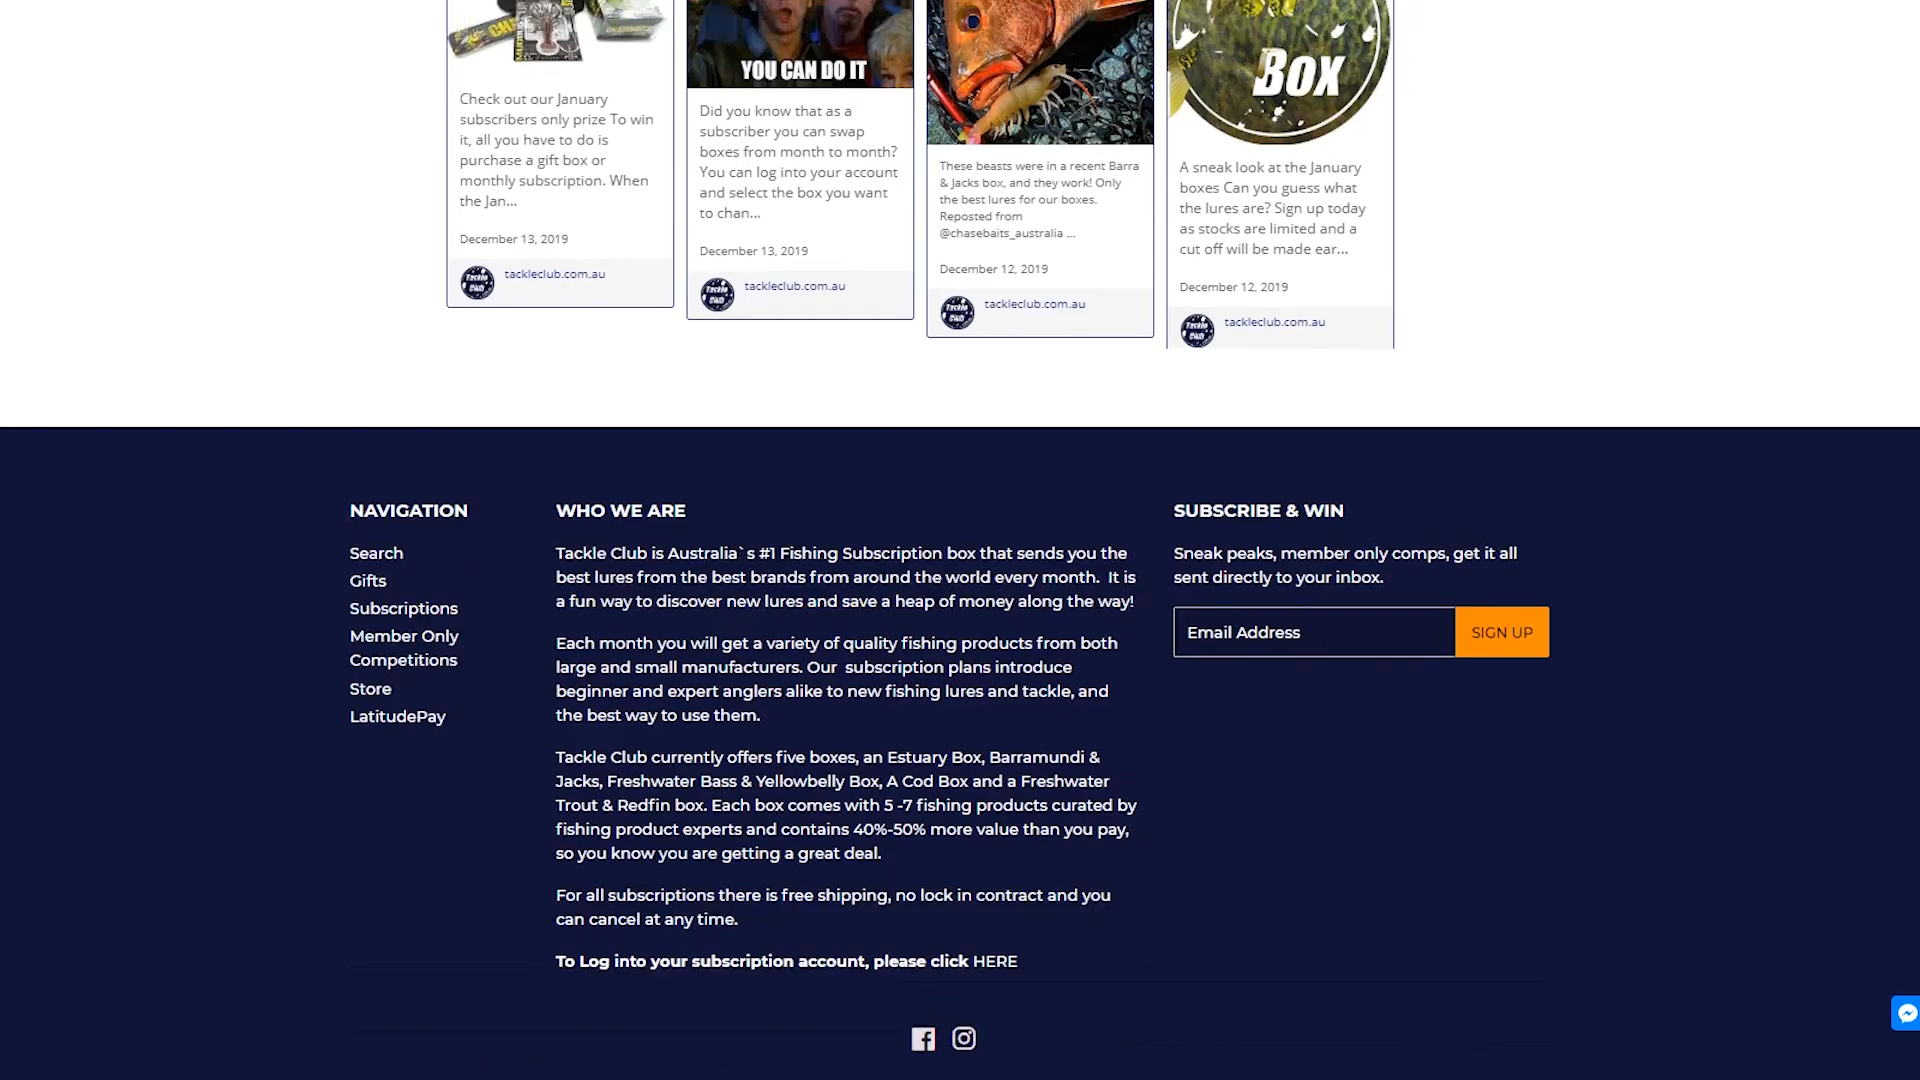 YOU CAN DO IT
BOX
Check out our January
subscribers only prize To win
it, all you have to do is
purchase a gift box or
monthly subscription. When
the Jan...
December 13, 2019
Tackle
Club
tackleclub.com.au
Did you know that as a
subscriber you can swap
boxes from month to month?
You can log into your account
and select the box you want
to chan...
December 13, 2019
Tackle
Club
tackleclub.com.au
These beasts were in a recent Barra
& Jacks box, and they work! Only
the best lures for our boxes.
Reposted from
@chasebaits_australia ...
December 12, 2019
Tackle
Club
tackleclub.com.au
A sneak look at the January
boxes Can you guess what
the lures are? Sign up today
as stocks are limited and a
cut off will be made ear...
December 12, 2019
Tackle
Club
tackleclub.com.au
NAVIGATION
Search
Gifts
Subscriptions
Member Only
Competitions
Store
LatitudePay
WHO WE ARE
Tackle Club is Australia`s #1 Fishing Subscription box that sends you the
best lures from the best brands from around the world every month.  It is
a fun way to discover new lures and save a heap of money along the way!
Each month you will get a variety of quality fishing products from both
large and small manufacturers. Our  subscription plans introduce
beginner and expert anglers alike to new fishing lures and tackle, and
the best way to use them.
Tackle Club currently offers five boxes, an Estuary Box, Barramundi &
Jacks, Freshwater Bass & Yellowbelly Box, A Cod Box and a Freshwater
Trout & Redfin box. Each box comes with 5 -7 fishing products curated by
fishing product experts and contains 40%-50% more value than you pay,
so you know you are getting a great deal.
For all subscriptions there is free shipping, no lock in contract and you
can cancel at any time.
To Log into your subscription account, please click HERE
SUBSCRIBE & WIN
Sneak peaks, member only comps, get it all
sent directly to your inbox.
Email Address
SIGN UP